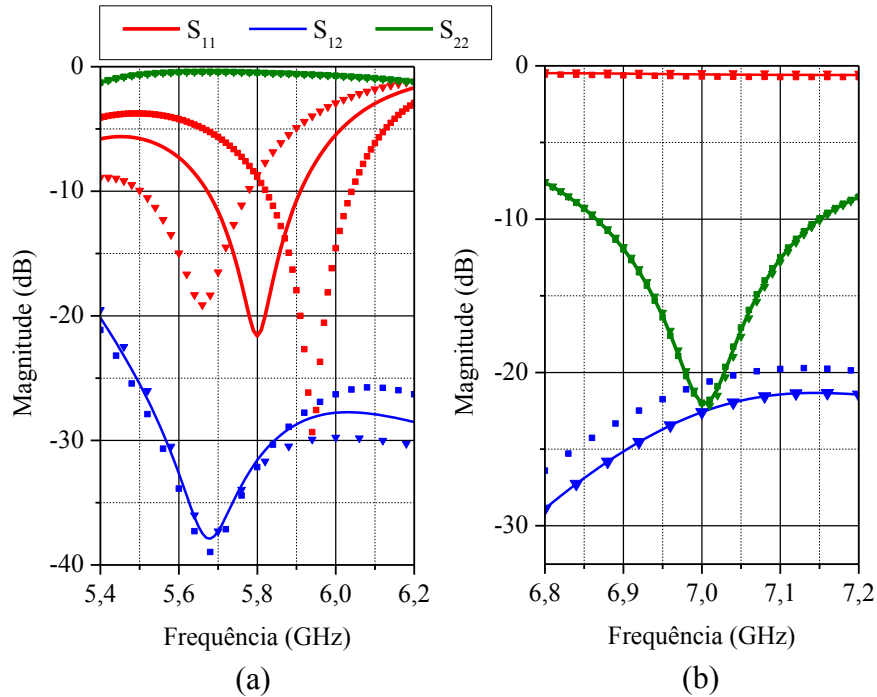 S₁₁ S₁₂ S₂₂
0
-10
-20
-30
-40
Magnitude (dB)
5,4 5,6 5,8 6,0 6,2
Frequência (GHz)
(a)
0
-10
-20
-30
Magnitude (dB)
6,8 6,9 7,0 7,1 7,2
Frequência (GHz)
(b)